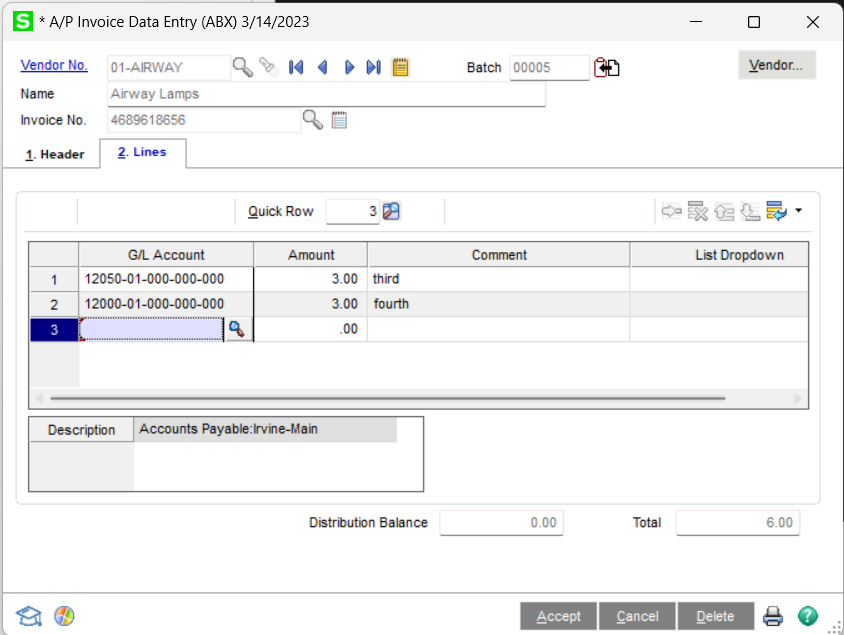 S * A/P Invoice Data Entry (ABX) 3/14/2023
Vendor No. 01-AIRWAY Batch 00005 Vendor...
Name Airway Lamps
Invoice No. 4689618656
1. Header 2. Lines
Quick Row 3
G/L Account Amount Comment List Dropdown
1 12050-01-000-000-000 3.00 third
2 12000-01-000-000-000 3.00 fourth
3 .00
Description Accounts Payable:Irvine-Main
Distribution Balance 0.00 Total 6.00
Accept Cancel Delete ?